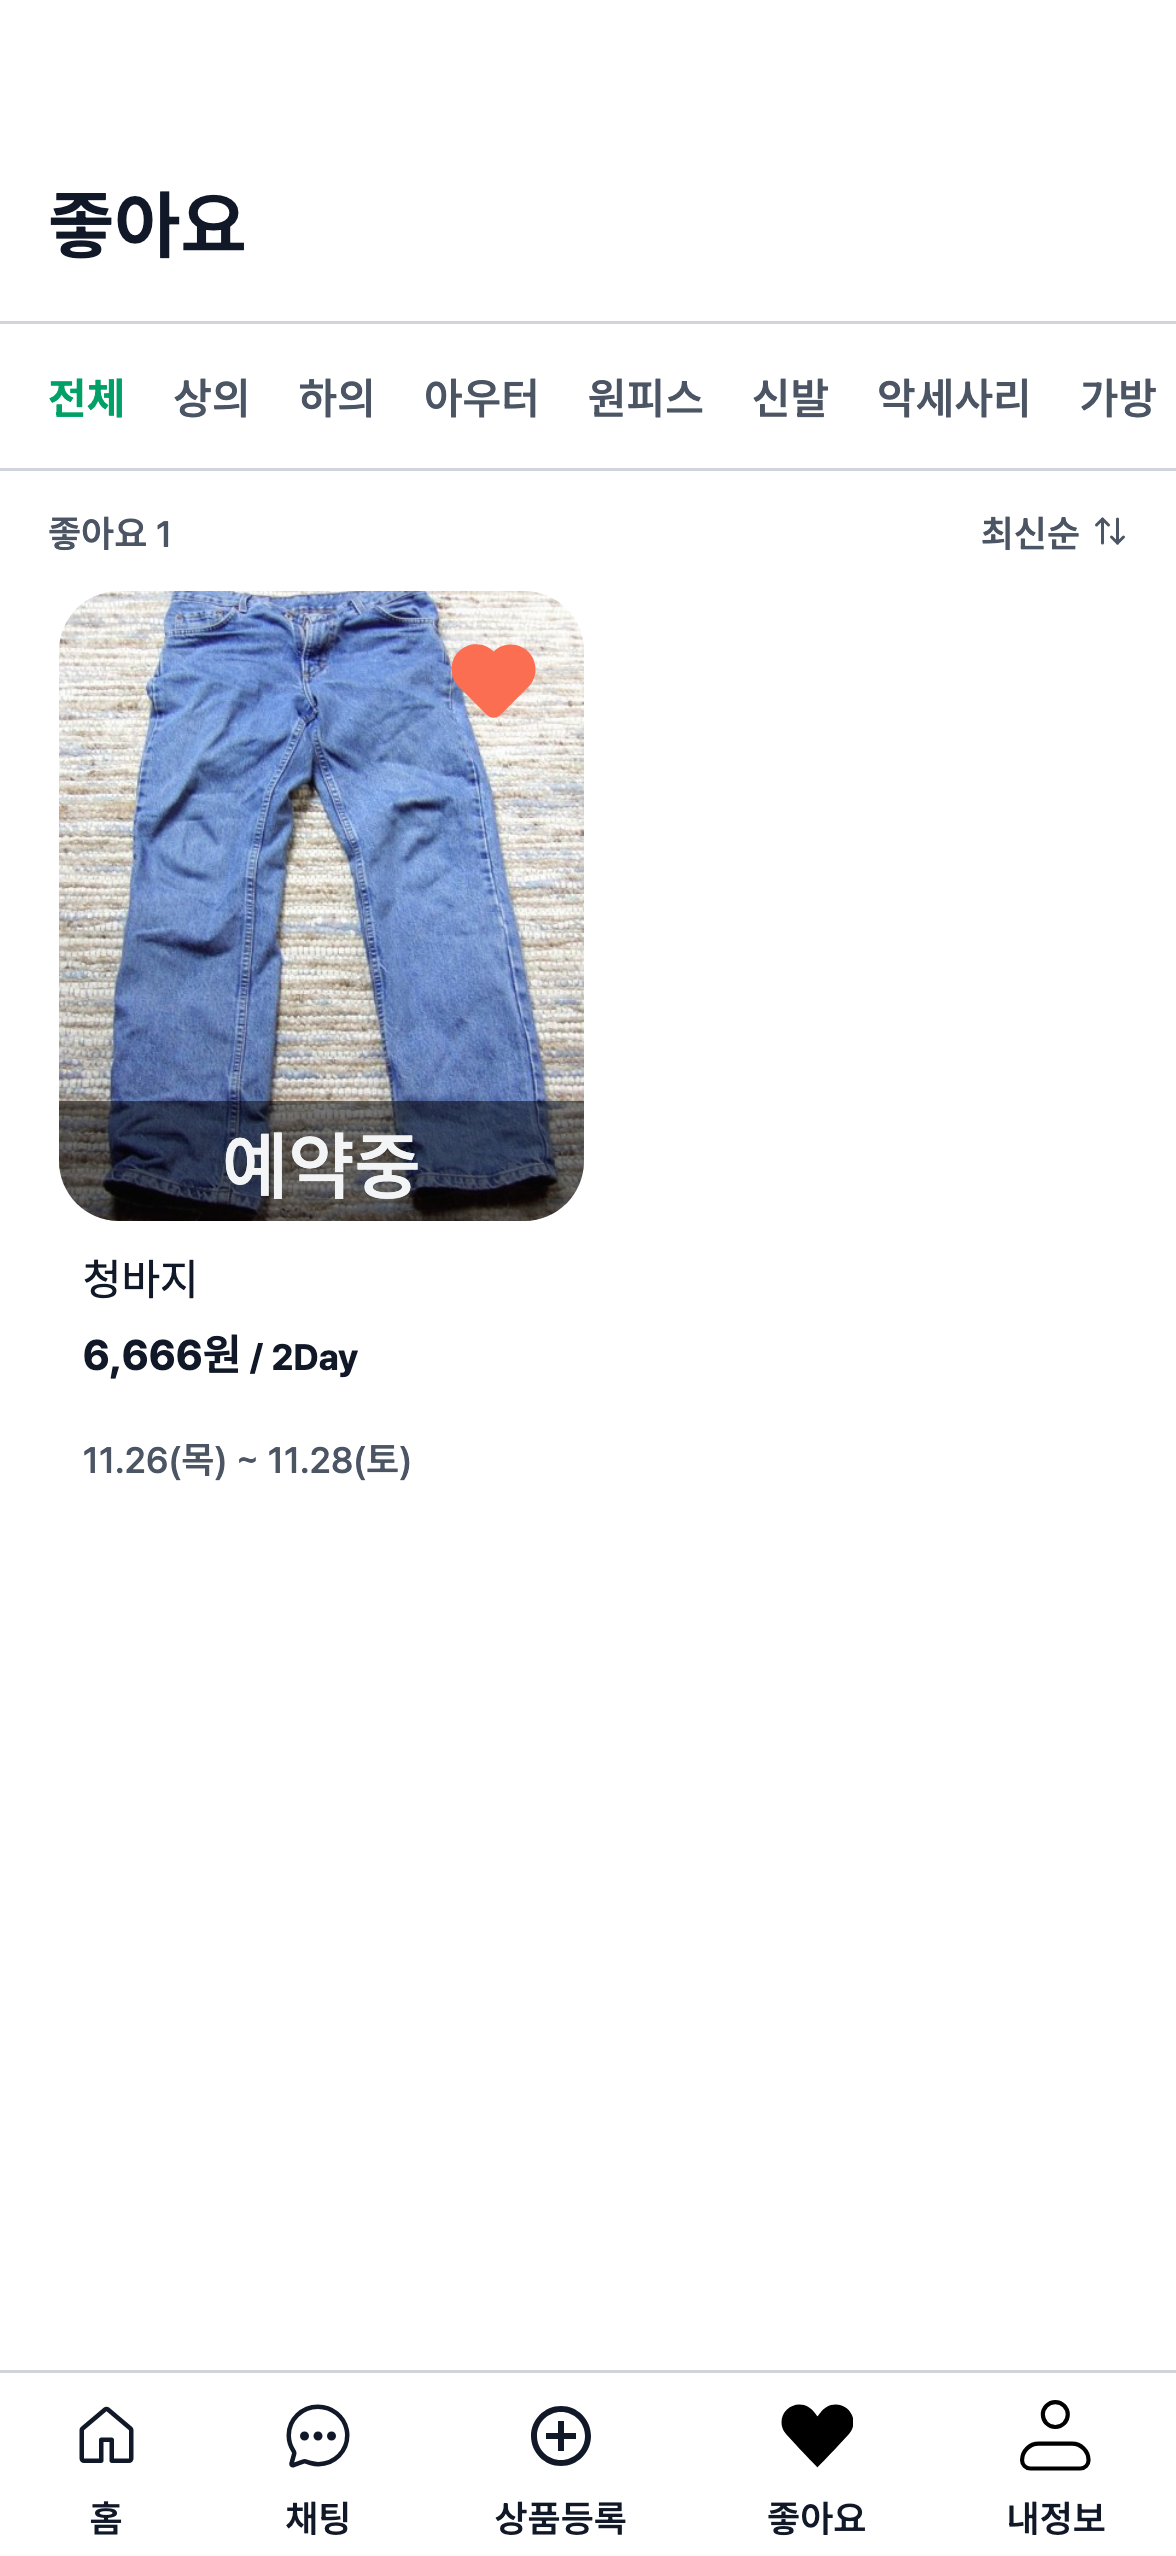 좋아요
전체 상의 하의 아우터 원피스 신발 악세사리 가방
좋아요 1 최신순
예약중
청바지
6,666원 / 2Day
11.26(목) ~ 11.28(토)
홈 채팅 상품등록 좋아요 내정보